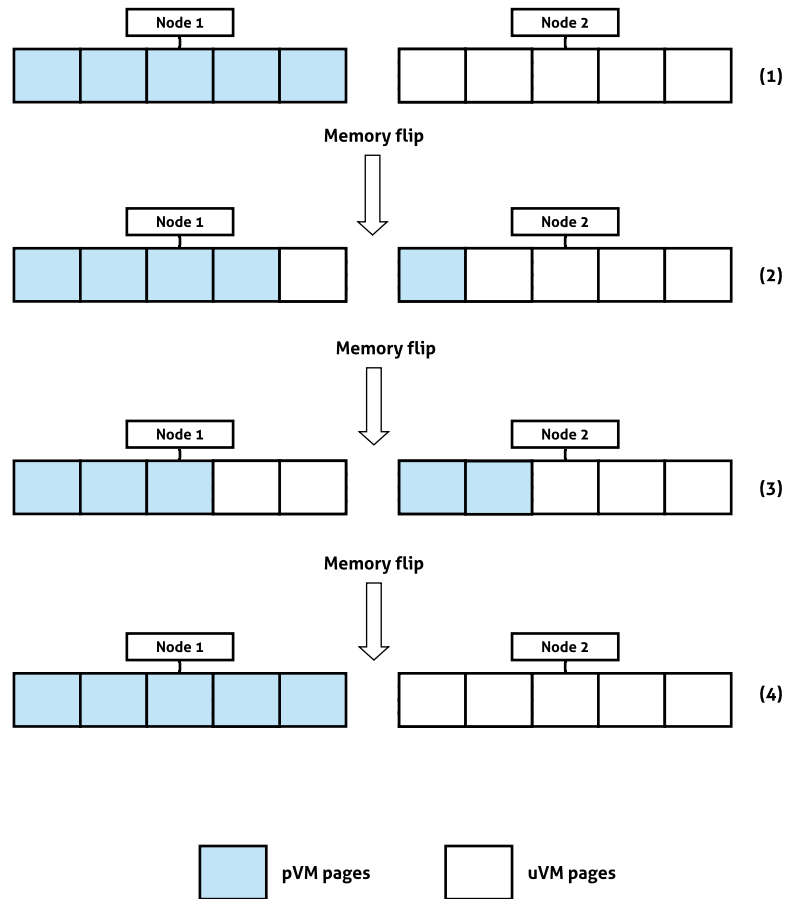 Node 1
Node 2
(1)
Memory flip
Node 1
Node 2
(2)
Memory flip
Node 1
Node 2
(3)
Memory flip
Node 1
Node 2
(4)
pVM pages
uVM pages